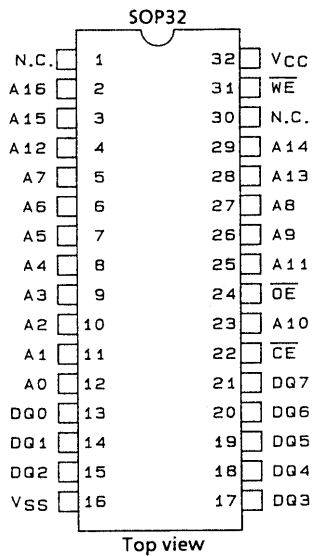 SOP32
N.C. 1 32 VCC
A16 2 31 WE
A15 3 30 N.C.
A12 4 29 A14
A7 5 28 A13
A6 6 27 A8
A5 7 26 A9
A4 8 25 A11
A3 9 24 OE
A2 10 23 A10
A1 11 22 CE
A0 12 21 DQ7
DQ0 13 20 DQ6
DQ1 14 19 DQ5
DQ2 15 18 DQ4
VSS 16 17 DQ3
Top view